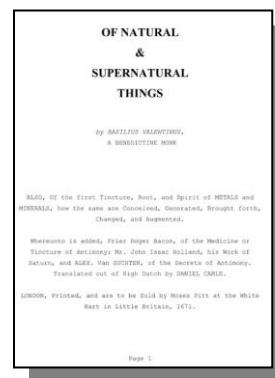 OF NATURAL
&
SUPERNATURAL
THINGS
by BASILIUS VALENTINUS,
A BENEDICTINE MONK
ALSO, Of the first Tincture, Root, and Spirit of METALS and
MINERALS, how the same are Conceived, Generated, Brought forth,
Changed, and Augmented.
Whereunto is added, Frier Roger Bacon, of the Medicine or
Tincture of Antimony; Mr. John Isaac Holland, his Work of
Saturn, and ALEX. Van SUCHTEN, of the Secrets of Antimony.
Translated out of High Dutch by DANIEL CABLE.
LONDON, Printed, and are to be Sold by Moses Pitt at the White
Hart in Little Britain, 1671.
Page 1